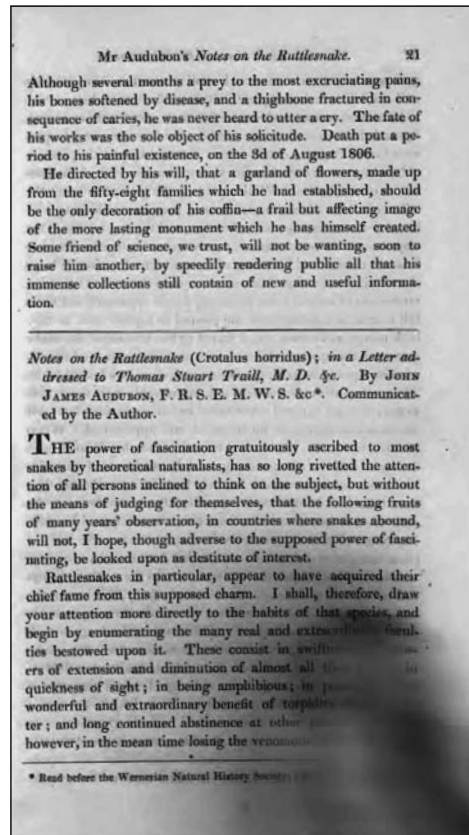 Mr Audubon's Notes on the Rattlesnake. 21
Although several months a prey to the most excruciating pains,
his bones softened by disease, and a thighbone fractured in con-
sequence of caries, he was never heard to utter a cry. The fate of
his works was the sole object of his solicitude. Death put a pe-
riod to his painful existence, on the 3d of August 1806.
He directed by his will, that a garland of flowers, made up
from the fifty-eight families which he had established, should
be the only decoration of his coffin—a frail but affecting image
of the more lasting monument which he has himself created.
Some friend of science, we trust, will not be wanting, soon to
raise him another, by speedily rendering public all that his
immense collections still contain of new and useful informa-
tion.
Notes on the Rattlesnake (Crotalus horridus); in a Letter ad-
dressed to Thomas Stuart Traill, M. D. &c. By JOHN
JAMES AUDUBON, F. R. S. E. M. W. S. &c*. Communicat-
ed by the Author.
THE power of fascination gratuitously ascribed to most
snakes by theoretical naturalists, has so long rivetted the atten-
tion of all persons inclined to think on the subject, but without
the means of judging for themselves, that the following fruits
of many years' observation, in countries where snakes abound,
will not, I hope, though adverse to the supposed power of fasci-
nating, be looked upon as destitute of interest.
Rattlesnakes in particular, appear to have acquired their
chief fame from this supposed charm. I shall, therefore, draw
your attention more directly to the habits of that species, and
begin by enumerating the many real and extraordinary facul-
ties bestowed upon it. These consist in
ers of extension and diminution of almost all
quickness of sight; in being amphibious; in
wonderful and extraordinary benefit of torpidity
ter; and long continued abstinence at other
however, in the mean time losing the
* Read before the Wernerian Natural History Society